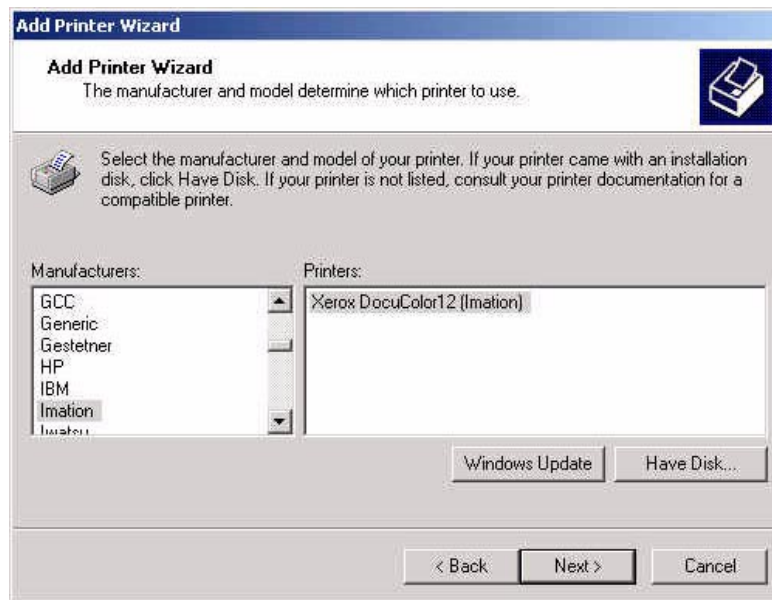 Add Printer Wizard
Add Printer Wizard
The manufacturer and model determine which printer to use.
Select the manufacturer and model of your printer. If your printer came with an installation
disk, click Have Disk. If your printer is not listed, consult your printer documentation for a
compatible printer.
Manufacturers:
GCC
Generic
Gestetner
HP
IBM
Imation
Printers:
Xerox DocuColor12 (Imation)
Windows Update
Have Disk...
< Back
Next >
Cancel